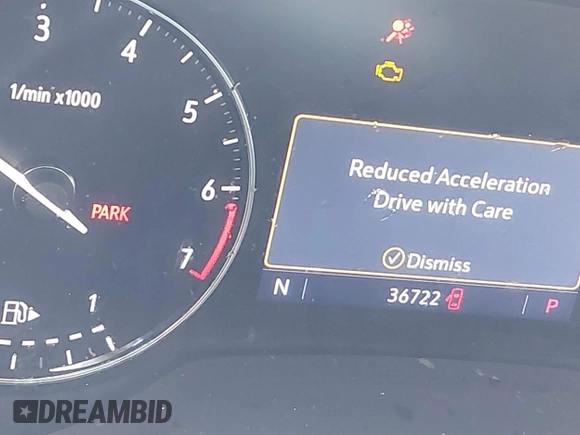 3
4
1/min x1000
5
Reduced Acceleration
Drive with Care
6
PARK
7
Dismiss
N
36722
P
1
DREAMBID